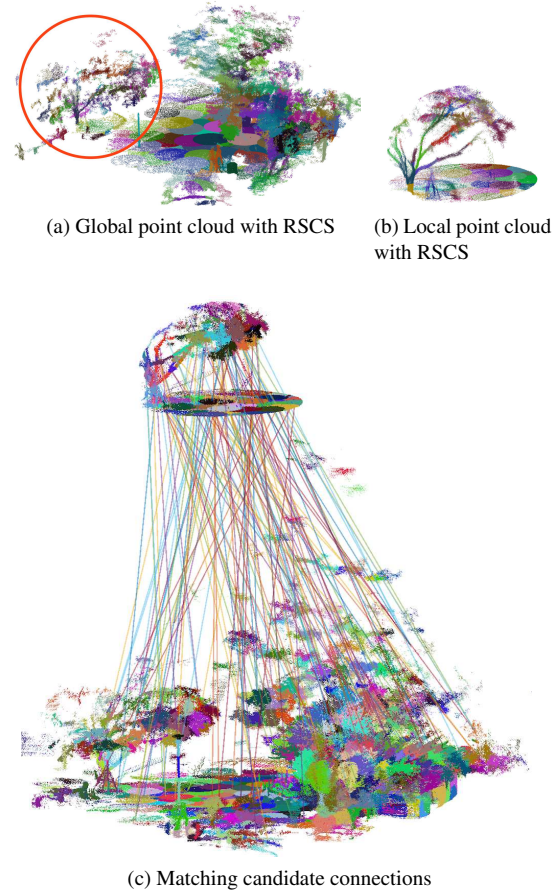 (a) Global point cloud with RSCS
(b) Local point cloud
with RSCS
(c) Matching candidate connections